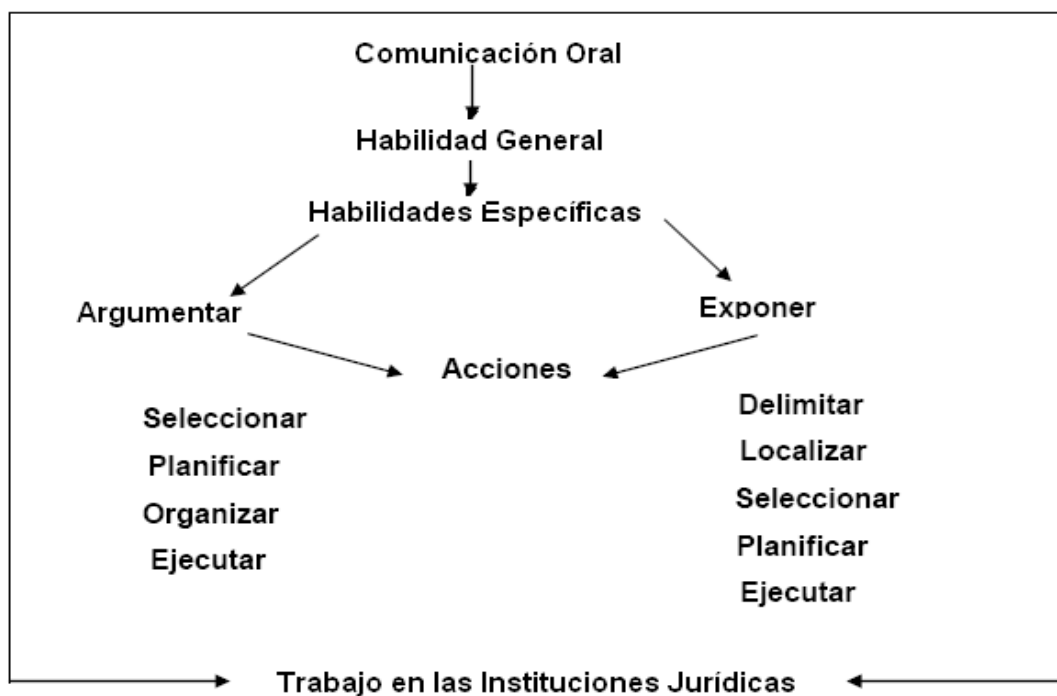 Comunicación Oral
Habilidad General
Habilidades Específicas
Argumentar
Exponer
Acciones
Seleccionar
Planificar
Organizar
Ejecutar
Delimitar
Localizar
Seleccionar
Planificar
Ejecutar
Trabajo en las Instituciones Jurídicas